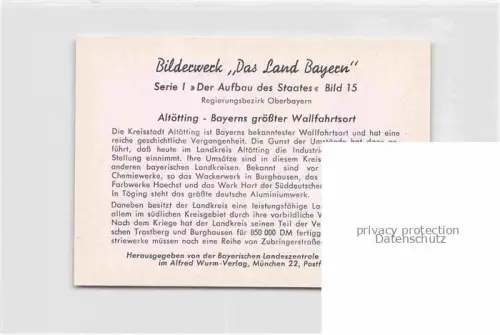 Bilderwerk „Das Land Bayern"
Serie I »Der Aufbau des Staates« Bild 15
Regierungsbezirk Oberbayern
Altötting - Bayerns größter Wallfahrtsort
Die Kreisstadt Altötting ist Bayerns bekanntester Wallfahrtsort und hat eine
reiche geschichtliche Vergangenheit. Die Gunst der Umstände hat dazu ge-
führt, daß heute im Landkreis Altötting die Industrie
Stellung einnimmt. Ihre Umsätze sind in diesem Kreis
anderen bayerischen Landkreisen. Bekannt sind vor
Chemiewerke, so das Wackerwerk in Burghausen, des
Farbwerke Hoechst und das Werk Hart der Süddeutschen
In Töging steht das größte deutsche Aluminiumwerk.
Daneben besitzt der Landkreis eine leistungsfähige La
allem im südlichen Kreisgebiet durch ihre vorbildliche V
Nach dem Kriege hat der Landkreis seinen Teil der Ve
schen Trostberg und Burghausen für 850 000 DM fertigg
striewerke müssen noch eine Reihe von Zubringerstraße
Herausgegeben von der Bayerischen Landeszentrale
im Alfred Wurm-Verlag, München 22, Postf
privacy protection
Datenschutz